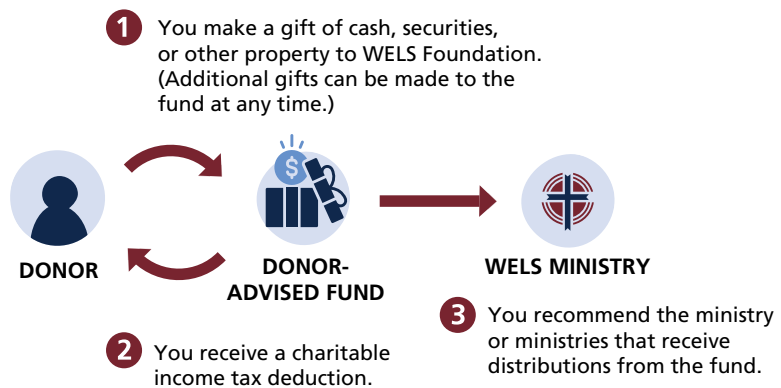 1 You make a gift of cash, securities,
or other property to WELS Foundation.
(Additional gifts can be made to the
fund at any time.)
$
DONOR
DONOR-
ADVISED FUND
WELS MINISTRY
2 You receive a charitable
income tax deduction.
3 You recommend the ministry
or ministries that receive
distributions from the fund.